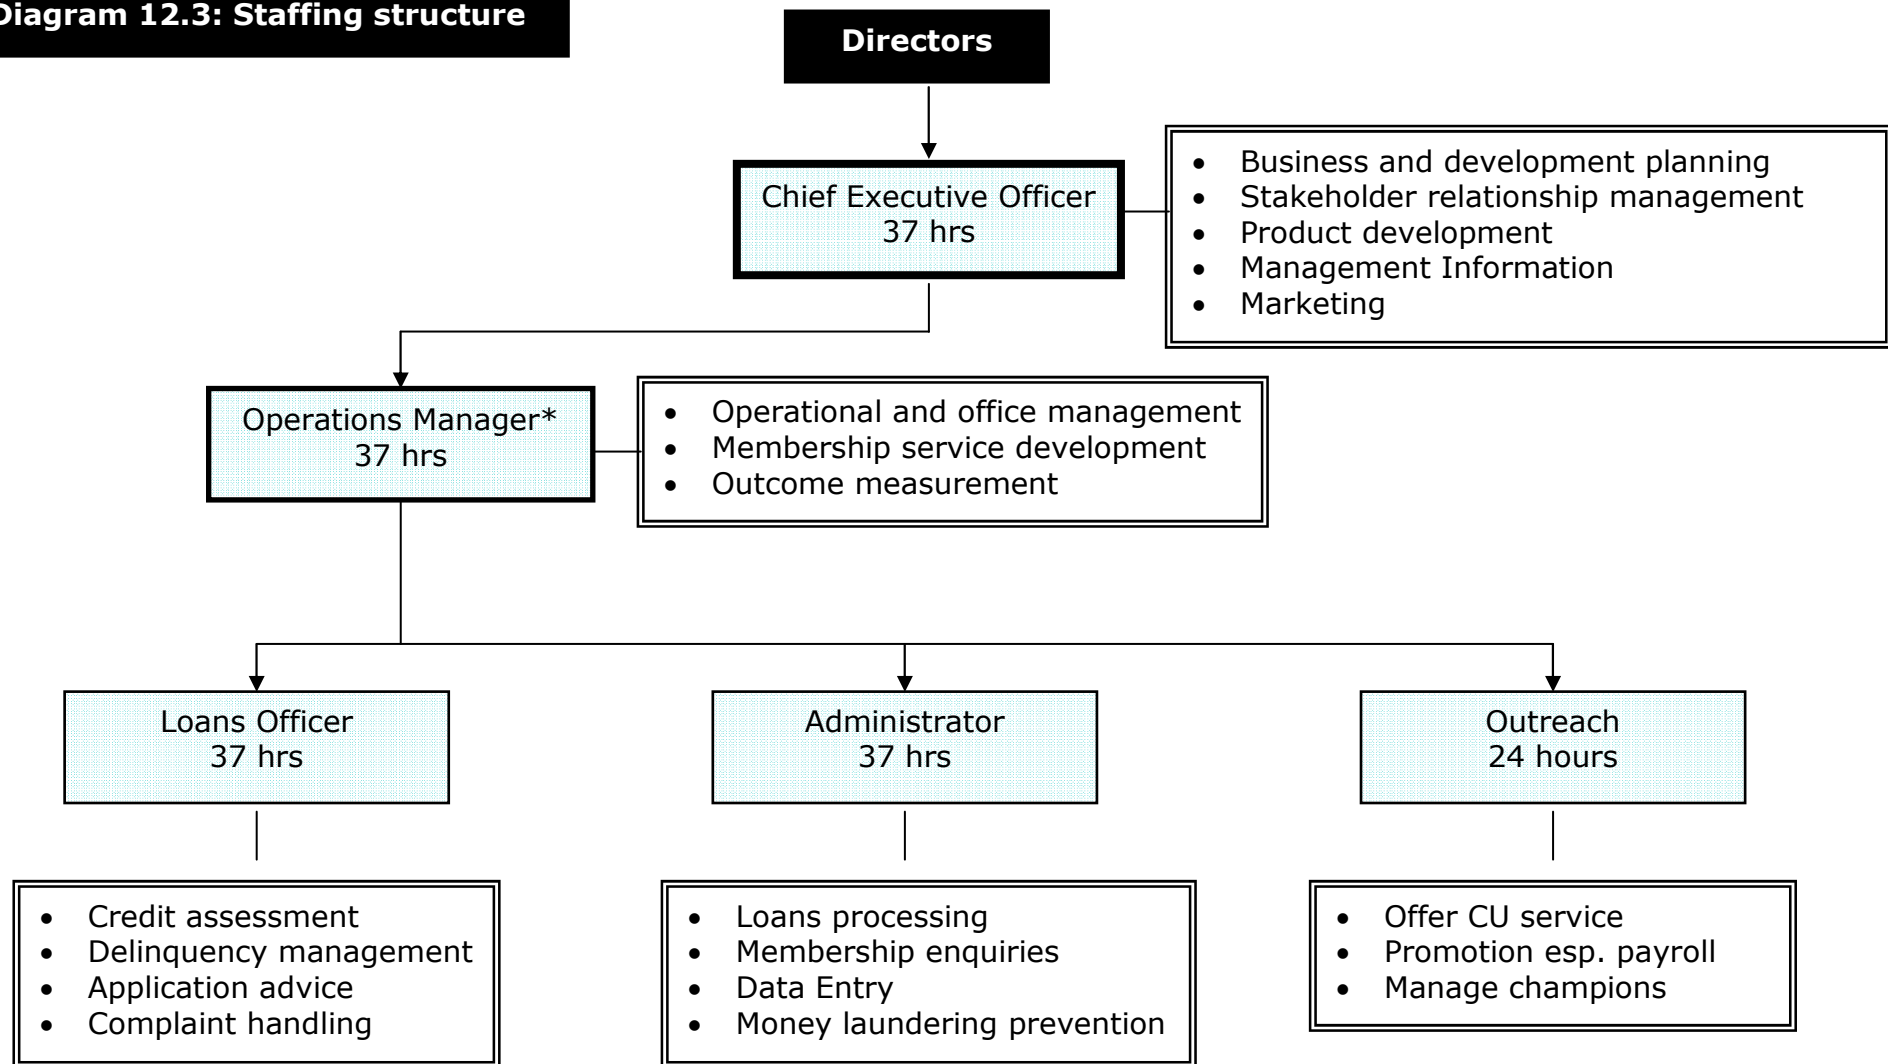 Diagram 12.3: Staffing structure
Directors
Chief Executive Officer
37 hrs
• Business and development planning
• Stakeholder relationship management
• Product development
• Management Information
• Marketing
Operations Manager*
37 hrs
• Operational and office management
• Membership service development
• Outcome measurement
Loans Officer
37 hrs
Administrator
37 hrs
Outreach
24 hours
• Credit assessment
• Delinquency management
• Application advice
• Complaint handling
• Loans processing
• Membership enquiries
• Data Entry
• Money laundering prevention
• Offer CU service
• Promotion esp. payroll
• Manage champions